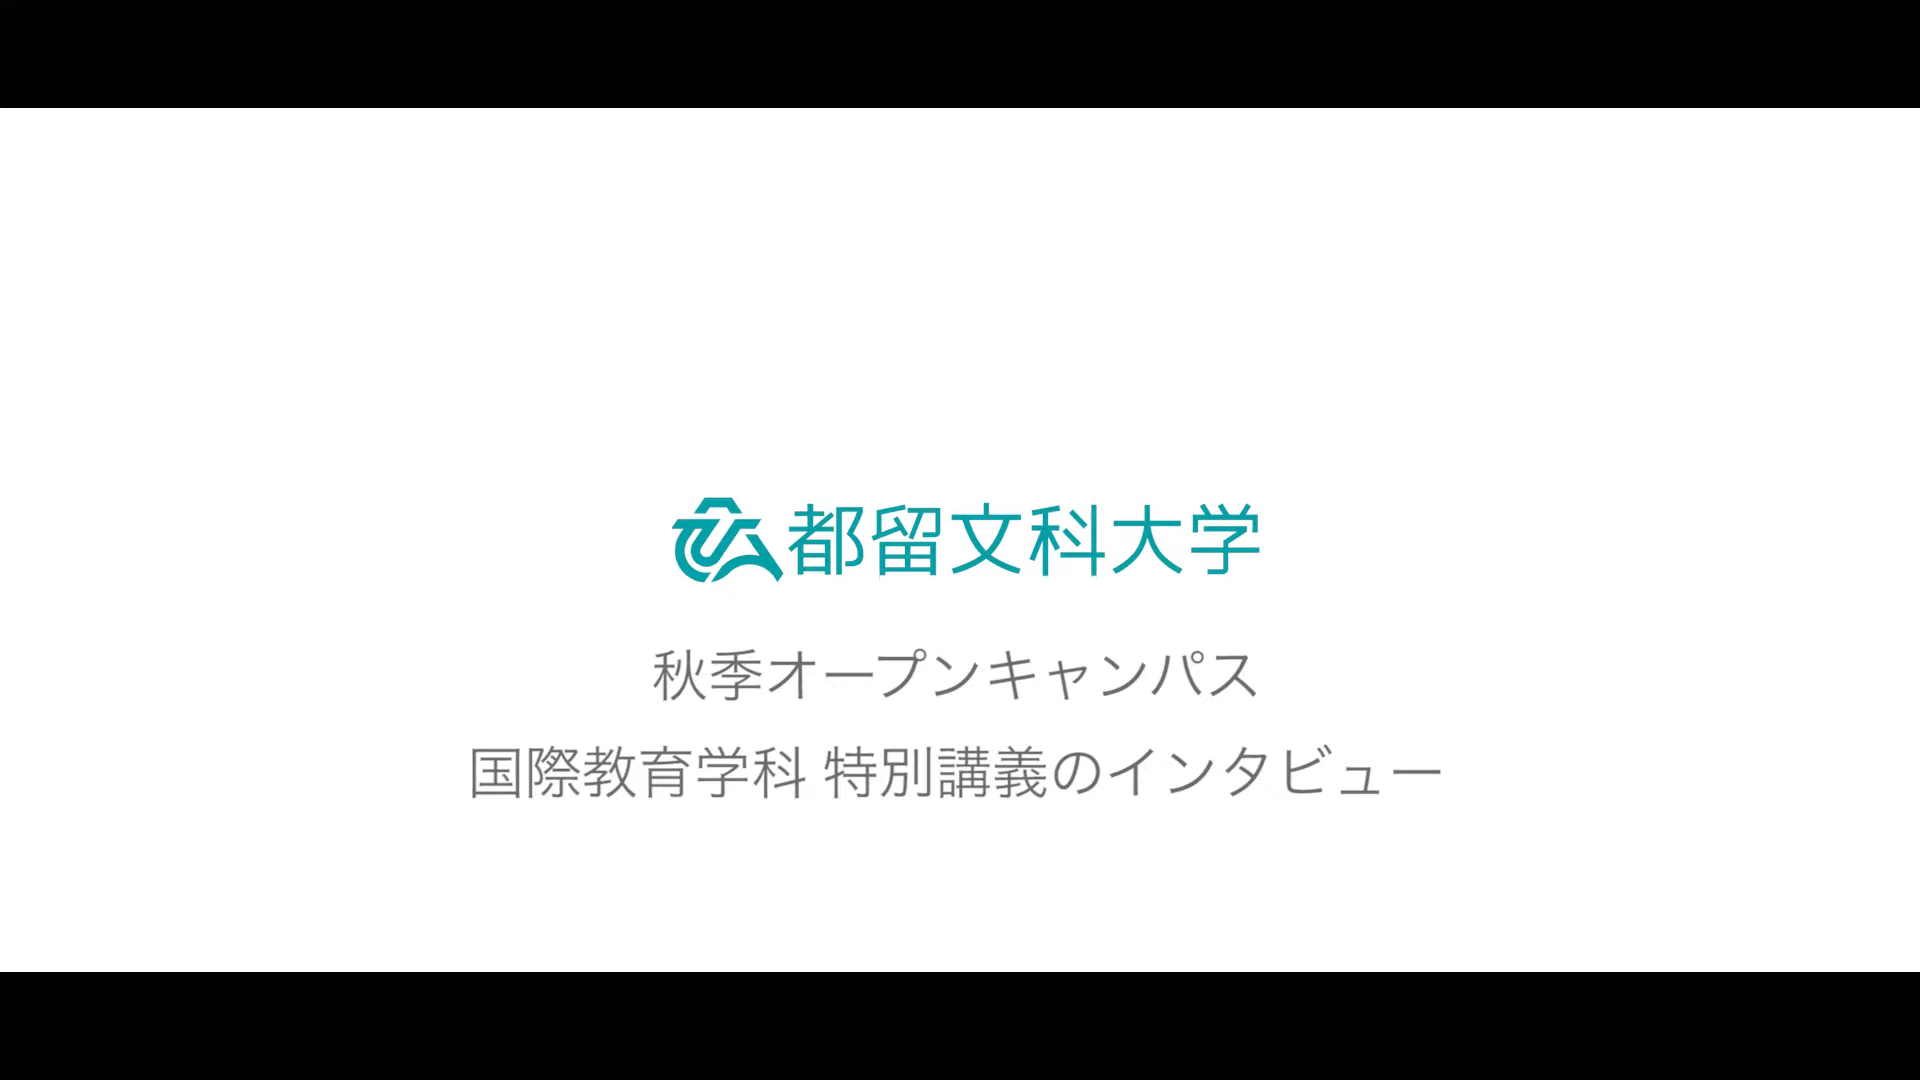 都留文科大学
秋季オープンキャンパス
国際教育学科 特別講義のインタビュー